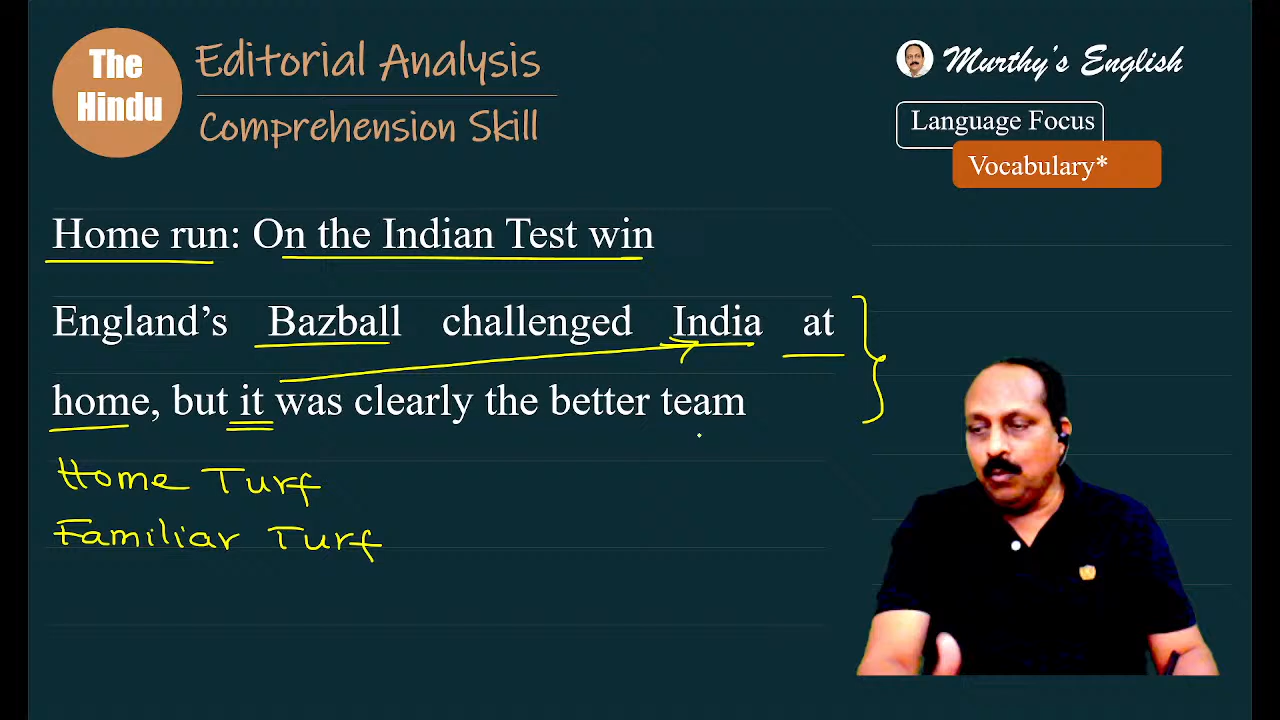 The
Hindu
Editorial Analysis
Comprehension Skill
Murthy's English
Language Focus
Vocabulary*
Home run: On the Indian Test win
England’s Bazball challenged India at
home, but it was clearly the better team
Home Turf
Familiar Turf